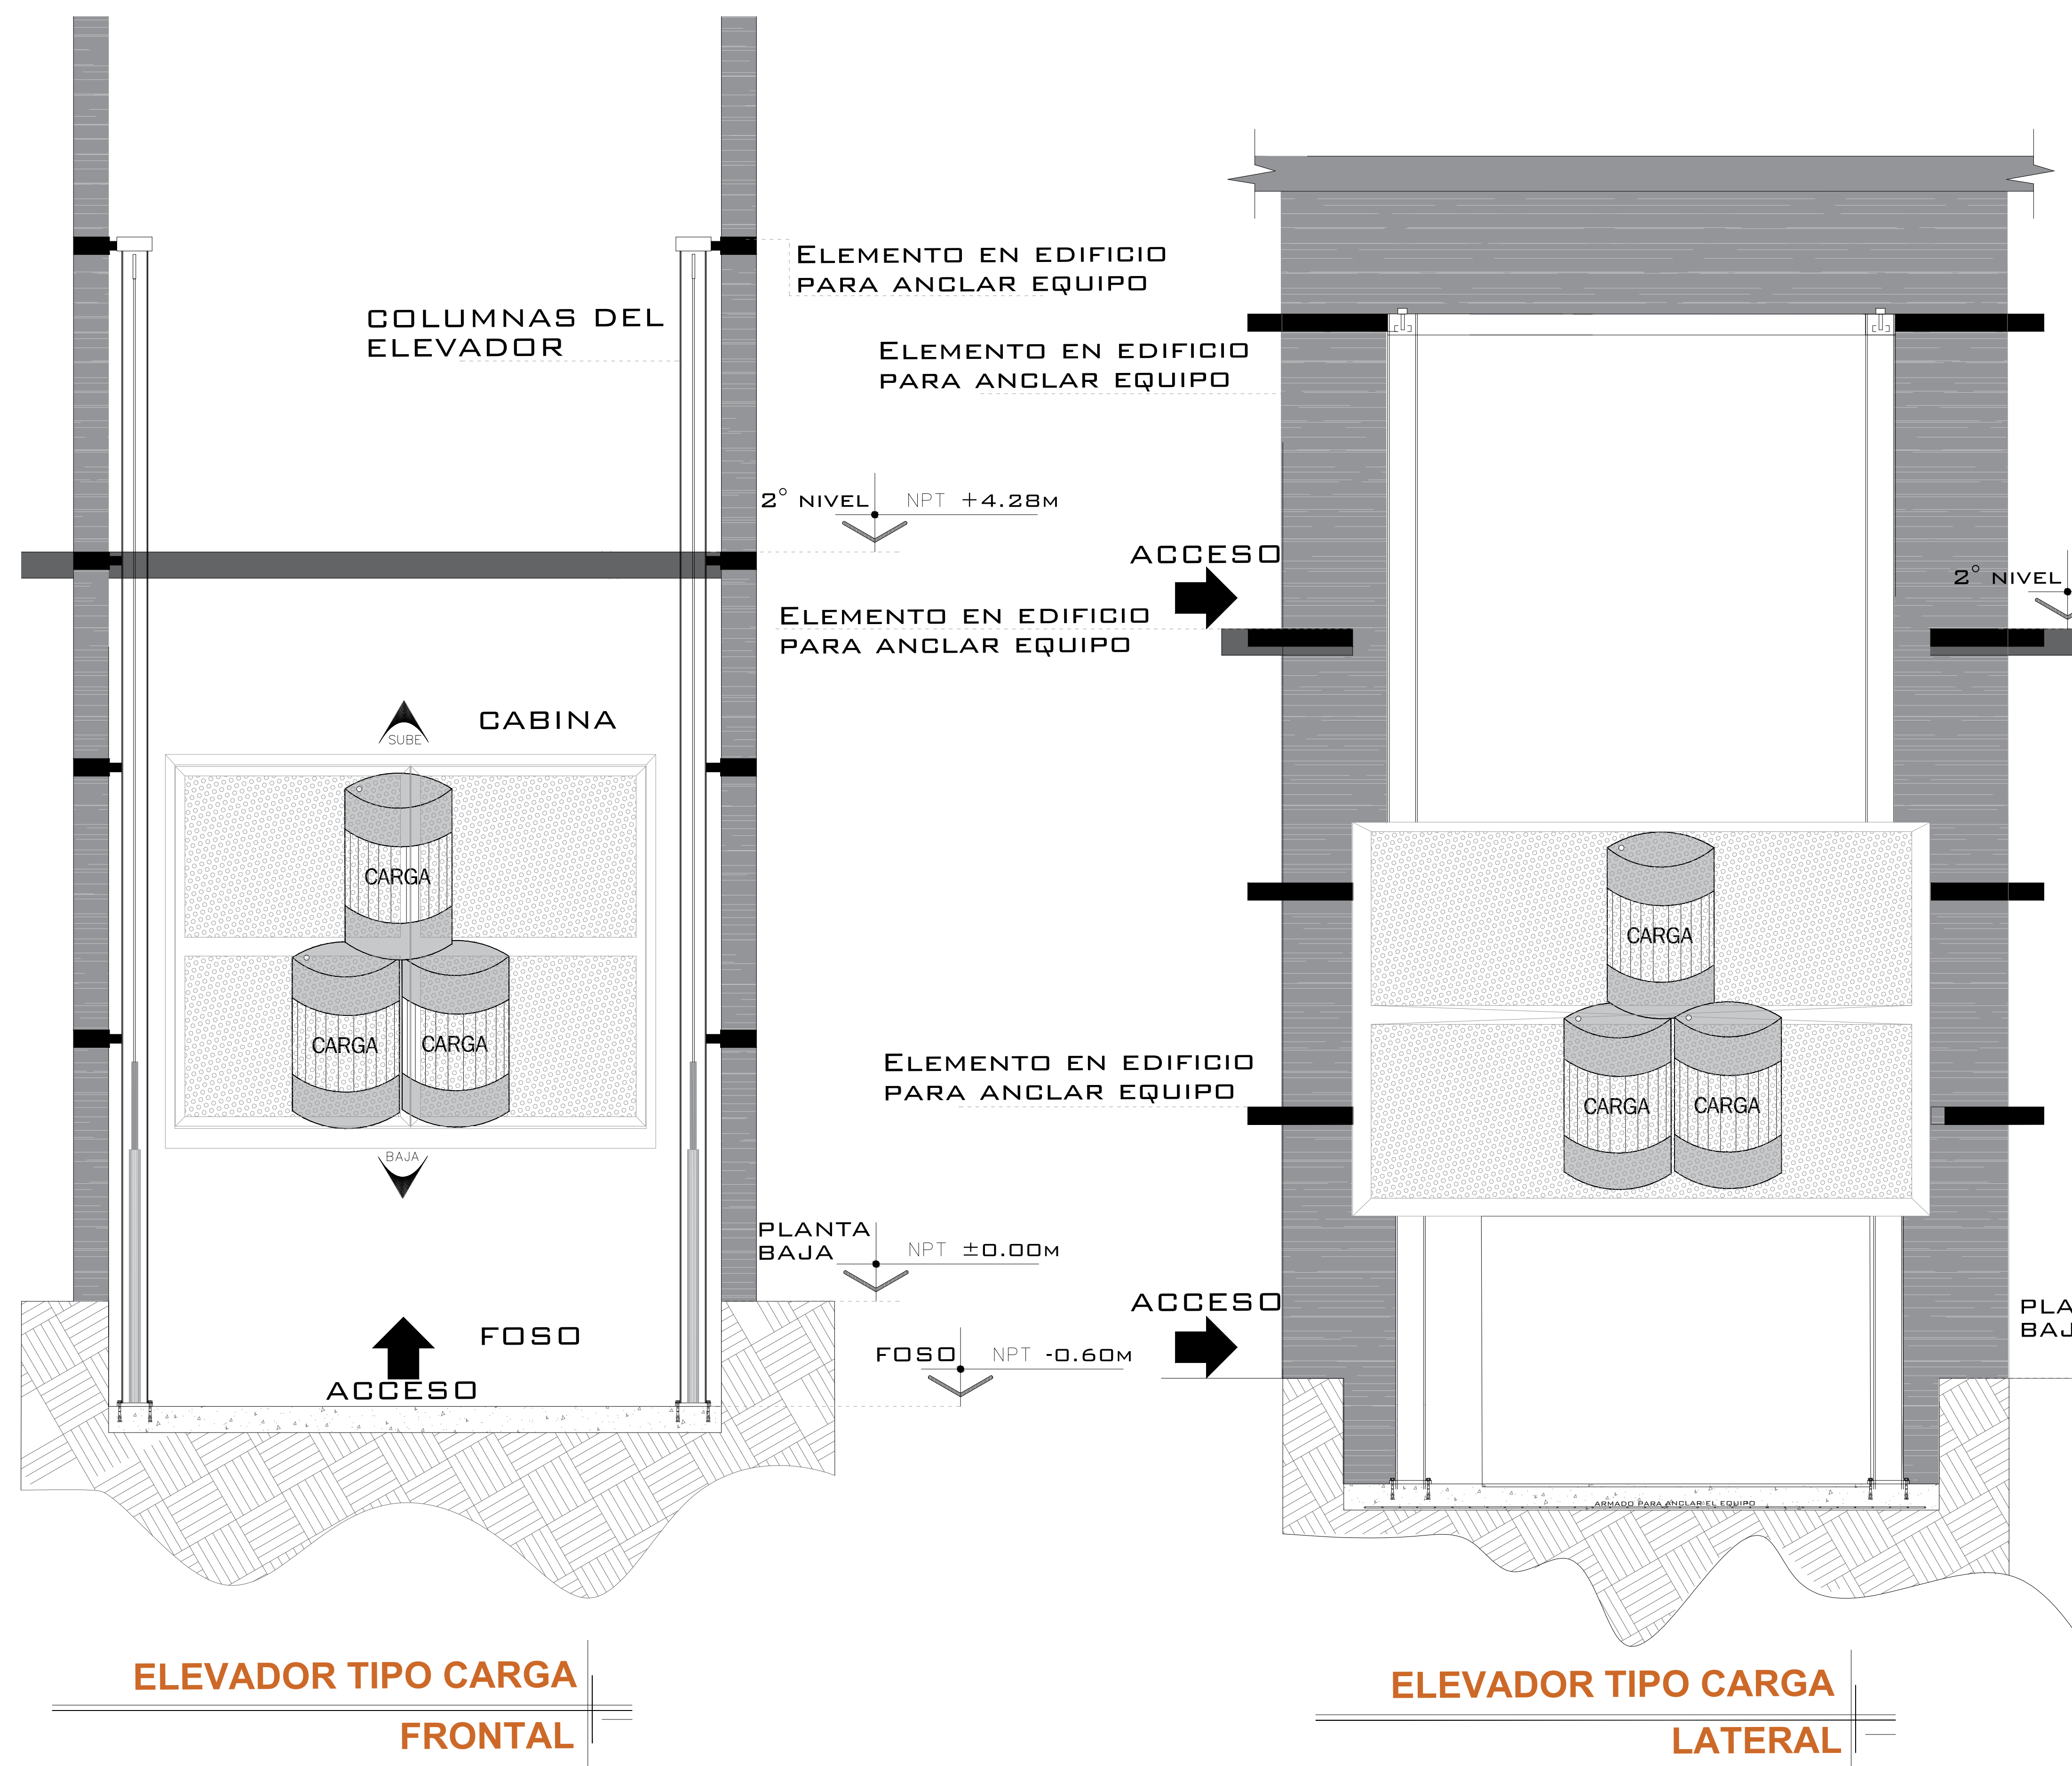 Elemento en edificio
para anclar equipo
COLUMNAS DEL
ELEVADOR
Elemento en edificio
para anclar equipo
2° NIVEL NPT +4.28M
ACCESO
2° NIVEL
Elemento en edificio
para anclar equipo
CABINA
SUBE
CARGA
CARGA
CARGA CARGA
Elemento en edificio
para anclar equipo
CARGA CARGA
BAJA
PLANTA
BAJA NPT ±0.00M
ACCESO
FOSO
FOSO NPT -0.60M
ACCESO
PLA
BAJ
ARMADO PARA ANCLAR EL EQUIPO
ELEVADOR TIPO CARGA
FRONTAL
ELEVADOR TIPO CARGA
LATERAL